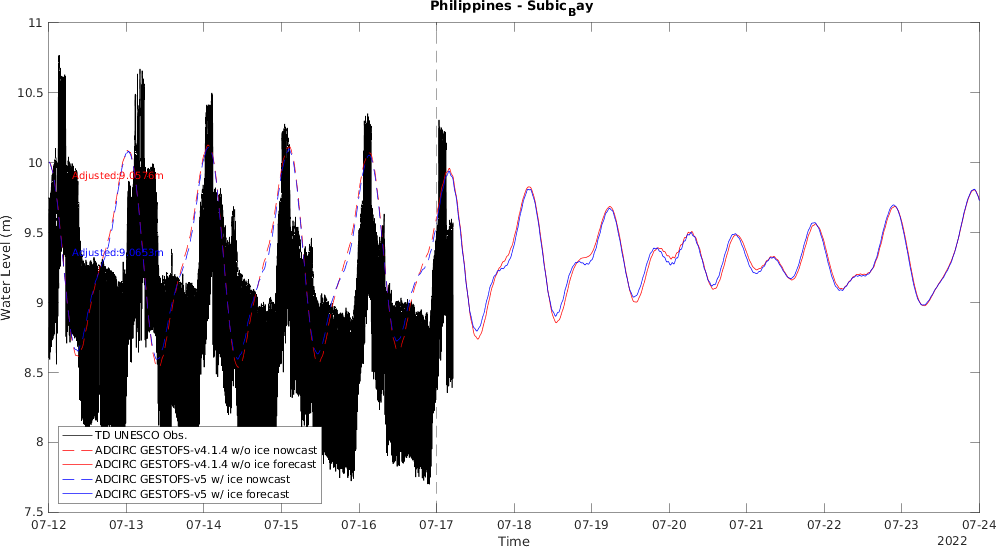 Philippines - Subic_Bay
11
10.5
10
9.5
9
8.5
8
7.5
Water Level (m)
Adjusted:9.0576m
Adjusted:9.0653m
TD UNESCO Obs.
ADCIRC GESTOFS-v4.1.4 w/o ice nowcast
ADCIRC GESTOFS-v4.1.4 w/o ice forecast
ADCIRC GESTOFS-v5 w/ ice nowcast
ADCIRC GESTOFS-v5 w/ ice forecast
07-12 07-13 07-14 07-15 07-16 07-17 07-18 07-19 07-20 07-21 07-22 07-23 07-24
Time
2022